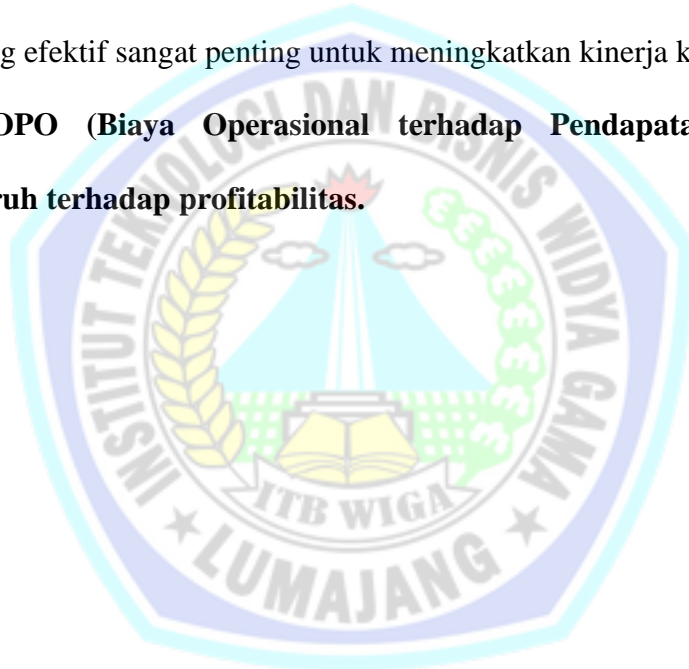 g efektif sangat penting untuk meningkatkan kinerja k
OPO (Biaya Operasional terhadap Pendapata
ruh terhadap profitabilitas.
INSTITUT TEKNOLOGI DAN BISNIS WIDYA GAMA
ITB WIGA
LUMAJANG